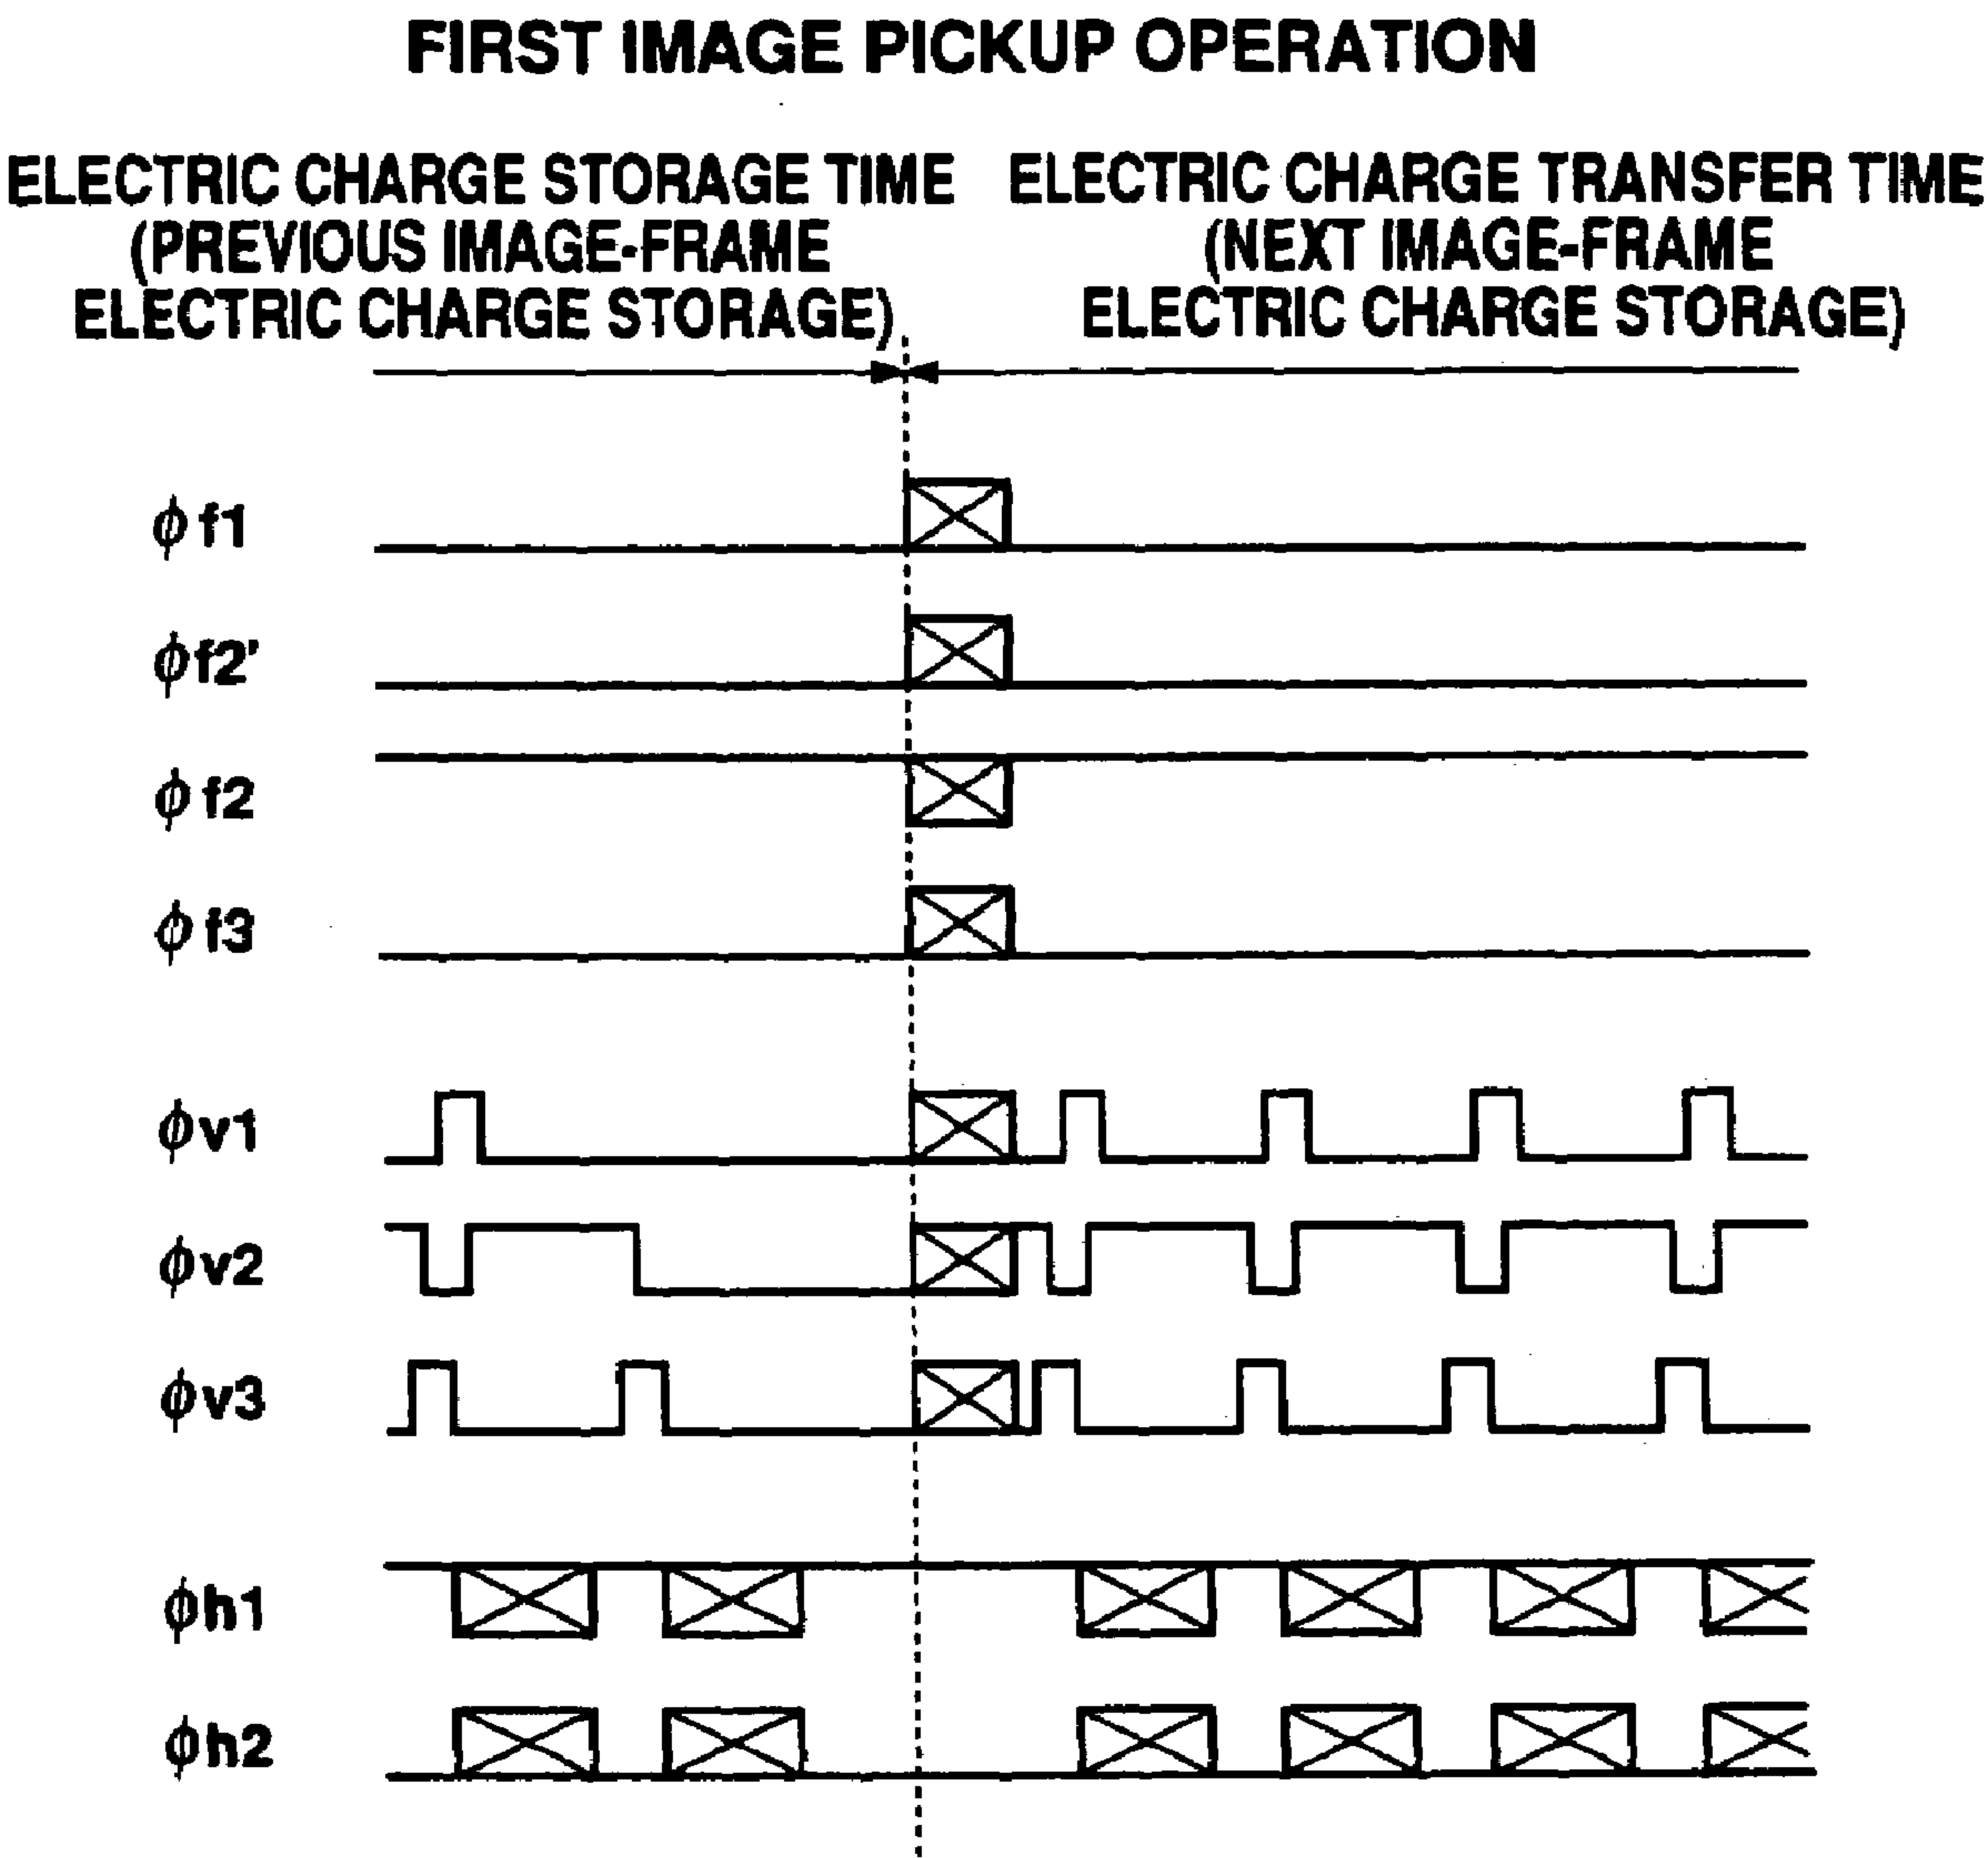 FIRST IMAGE PICKUP OPERATION
ELECTRIC CHARGE STORAGE TIME
(PREVIOUS IMAGE-FRAME
ELECTRIC CHARGE STORAGE)
ELECTRIC CHARGE TRANSFER TIME
(NEXT IMAGE-FRAME
ELECTRIC CHARGE STORAGE)
ϕf1
ϕf2'
ϕf2
ϕf3
ϕv1
ϕv2
ϕv3
ϕh1
ϕh2